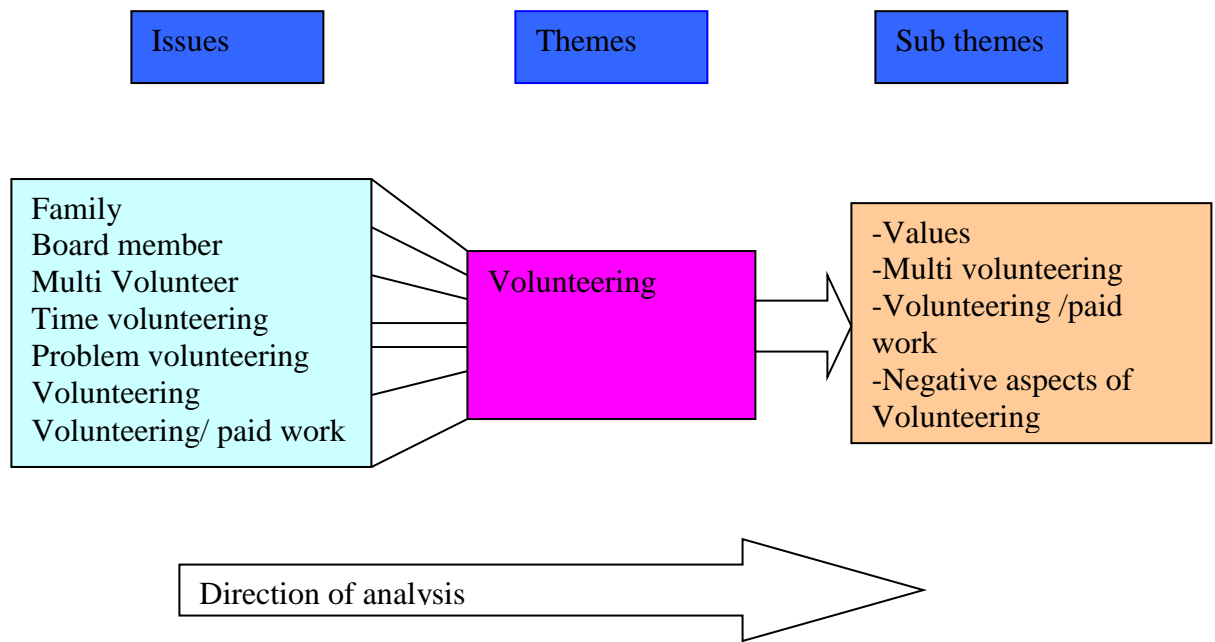 Issues
Themes
Sub themes
Family
Board member
Multi Volunteer
Time volunteering
Problem volunteering
Volunteering
Volunteering/ paid work
Volunteering
-Values
-Multi volunteering
-Volunteering /paid
work
-Negative aspects of
Volunteering
Direction of analysis